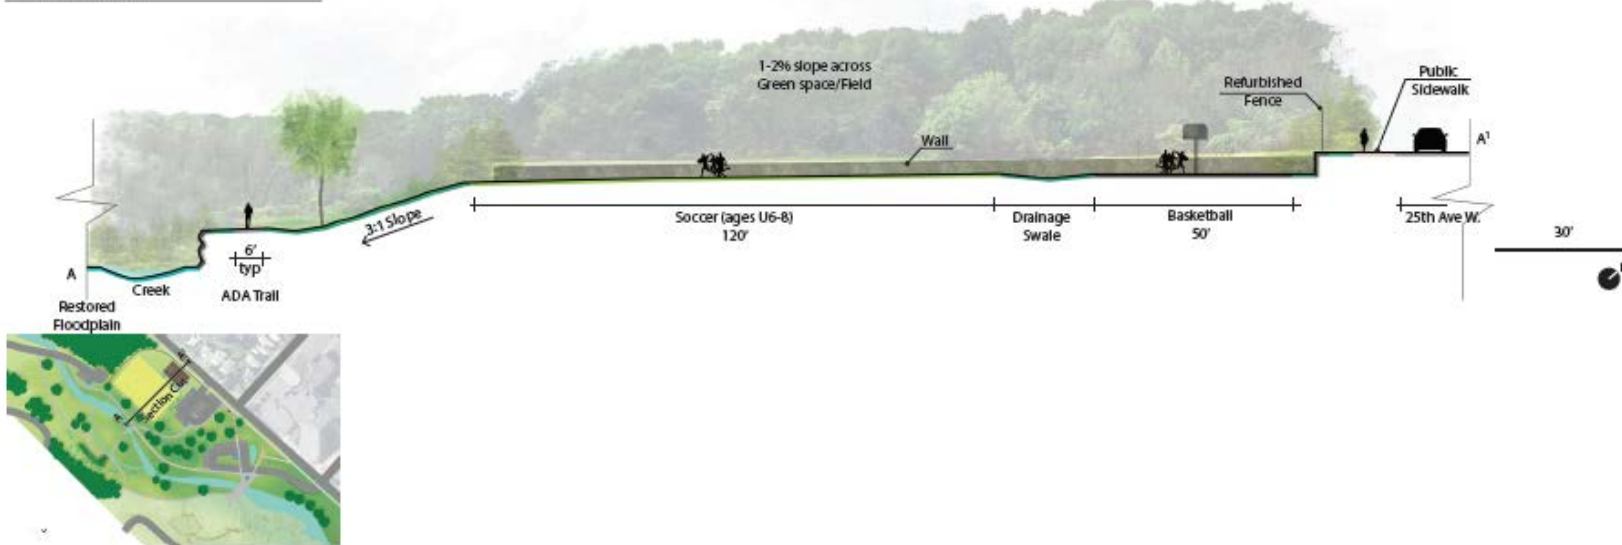 1-2% slope across
Green space/Field
Refurbished
Fence
Public
Sidewalk
Wall
A¹
3:1 Slope
Soccer (ages U6-8)
120'
Drainage
Swale
Basketball
50'
25th Ave W.
30'
6'
typ
A
Creek
ADA Trail
Restored
Floodplain
A¹
Section Cut
A